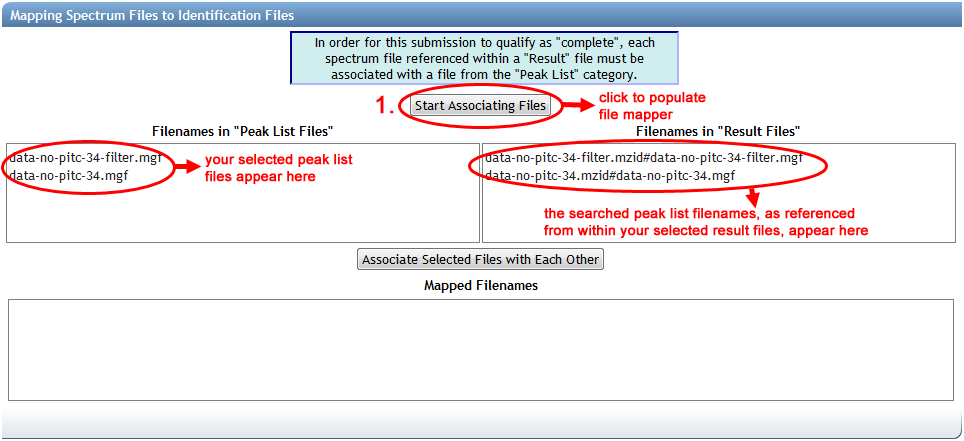 Mapping Spectrum Files to Identification Files
In order for this submission to qualify as "complete", each
spectrum file referenced within a "Result" file must be
associated with a file from the "Peak List" category.
1.
Start Associating Files
click to populate
file mapper
Filenames in "Peak List Files"
data-no-pitc-34-filter.mgf
data-no-pitc-34.mgf
your selected peak list
files appear here
Filenames in "Result Files"
data-no-pitc-34-filter.mzid#data-no-pitc-34-filter.mgf
data-no-pitc-34.mzid#data-no-pitc-34.mgf
the searched peak list filenames, as referenced
from within your selected result files, appear here
Associate Selected Files with Each Other
Mapped Filenames